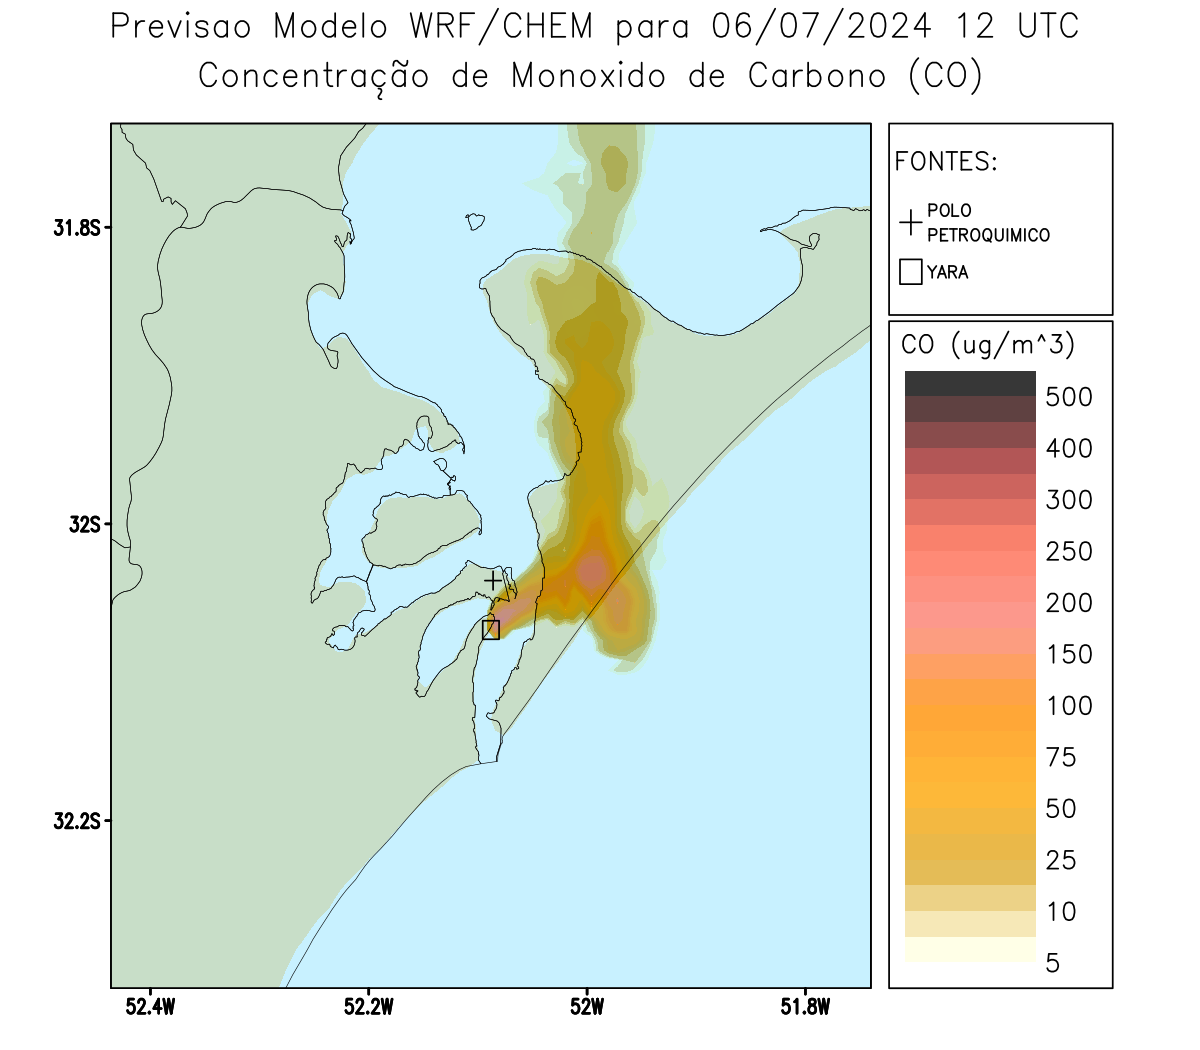 Previsao Modelo WRF/CHEM para 06/07/2024 12 UTC
Concentração de Monoxido de Carbono (CO)
FONTES:
POLO
PETROQUIMICO
YARA
CO (ug/m^3)
500
400
300
250
200
150
100
75
50
25
10
5
31.8S
32S
32.2S
52.4W
52.2W
52W
51.8W